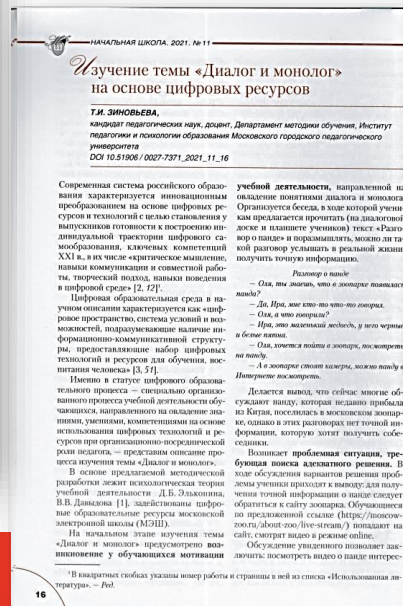 НАЧАЛЬНАЯ ШКОЛА. 2021. № 11
Изучение темы «Диалог и монолог»
на основе цифровых ресурсов
Т.И. ЗИНОВЬЕВА,
кандидат педагогических наук, доцент, Департамент методики обучения, Институт
педагогики и психологии образования Московского городского педагогического
университета
DOI 10.51906 / 0027-7371_2021_11_16
Современная система российского образо-
вания характеризуется инновационным
преобразованием на основе цифровых ре-
сурсов и технологий с целью становления у
выпускников готовности к построению ин-
дивидуальной траектории цифрового са-
мообразования, ключевых компетенций
XXI в., в их числе «критическое мышление,
навыки коммуникации и совместной рабо-
ты, творческий подход, навыки поведения
в цифровой среде» [2, 12]¹.
Цифровая образовательная среда в на-
учном описании характеризуется как «циф-
ровое пространство, система условий и воз-
можностей, подразумевающие наличие ин-
формационно-коммуникативной структу-
ры, предоставляющие набор цифровых
технологий и ресурсов для обучения, вос-
питания человека» [3, 51].
Именно в статусе цифрового образова-
тельного процесса – специально органи-
зованного процесса учебной деятельности обу-
чающихся, направленного на овладение зна-
ниями, умениями, компетенциями на основе
использования цифровых технологий и ре-
сурсов при организационно-посреднической
роли педагога, – представим описание про-
цесса изучения темы «Диалог и монолог».
В основе предлагаемой методической
разработки лежит психологическая теория
учебной деятельности Д.Б. Эльконина,
В.В. Давыдова [1], задействованы цифро-
вые образовательные ресурсы московской
электронной школы (МЭШ).
На начальном этапе изучения темы
«Диалог и монолог» предусмотрено воз-
никновение у обучающихся мотивации
учебной деятельности, направленной на
овладение понятиями диалога и монолога.
Организуется беседа, в ходе которой учени-
кам предлагается прочитать (на диалоговой
доске и планшете учеников) текст «Разго-
вор о панде» и поразмышлять, можно ли та-
кой разговор услышать в реальной жизни,
получить точную информацию.
Разговор о панде
– Оля, ты знаешь, что в зоопарке появилась
панда?
– Да, Ира, мне кто-то что-то говорил.
– Оля, а что говорили?
– Ира, это маленький медведь, у него черные
и белые пятна.
– Оля, хочется пойти в зоопарк, посмотреть
на панду.
– А в зоопарке стоят камеры, можно в
Интернете посмотреть.
Делается вывод, что сейчас многие об-
суждают панду, которая недавно прибыла
из Китая, поселилась в московском зоопар-
ке, однако в этих разговорах нет точной ин-
формации, которую хотят получить собе-
седники.
Возникает проблемная ситуация, тре-
бующая поиска адекватного решения. В
ходе обсуждения вариантов решения проб-
лемы ученики приходят к выводу: для полу-
чения точной информации о панде следует
обратиться к сайту зоопарка. Обучающиеся
по предложенной ссылке (https://moscow-
zoo.ru/about-zoo/live-stream/) попадают на
сайт, смотрят видео в режиме online.
Обсуждение увиденного позволяет зак-
лючить: посмотреть видео о панде интерес-
¹ В квадратных скобках указаны номер работы и страницы в ней из списка «Использованная ли-
тература». – Ред.
16